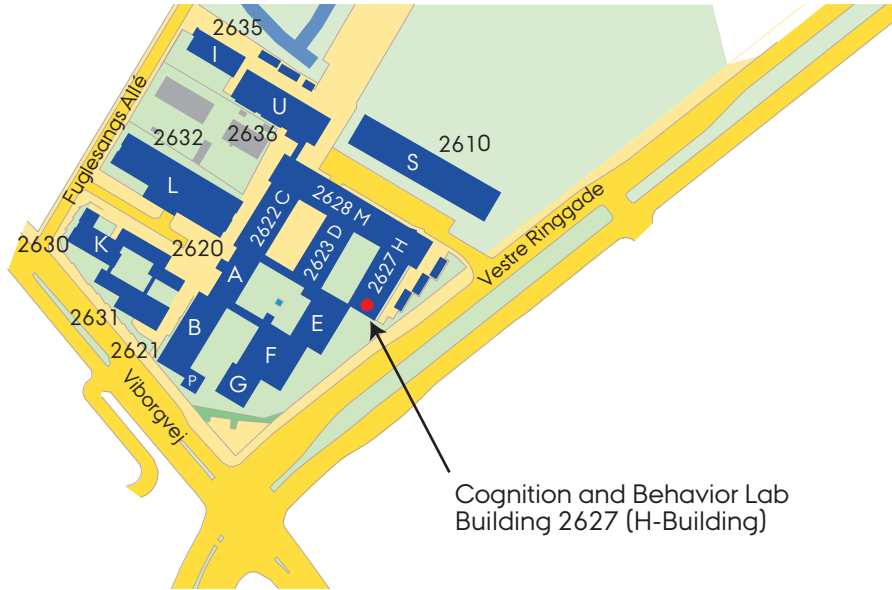 2635
I
Fuglesangs Allé
U
2636
2632
S
2610
L
2628 M
2622 C
2623 D
2627 H
Vestre Ringgade
2630
K
2620
A
2631
B
E
2621
F
P
G
Viborgvej
Cognition and Behavior Lab
Building 2627 (H-Building)